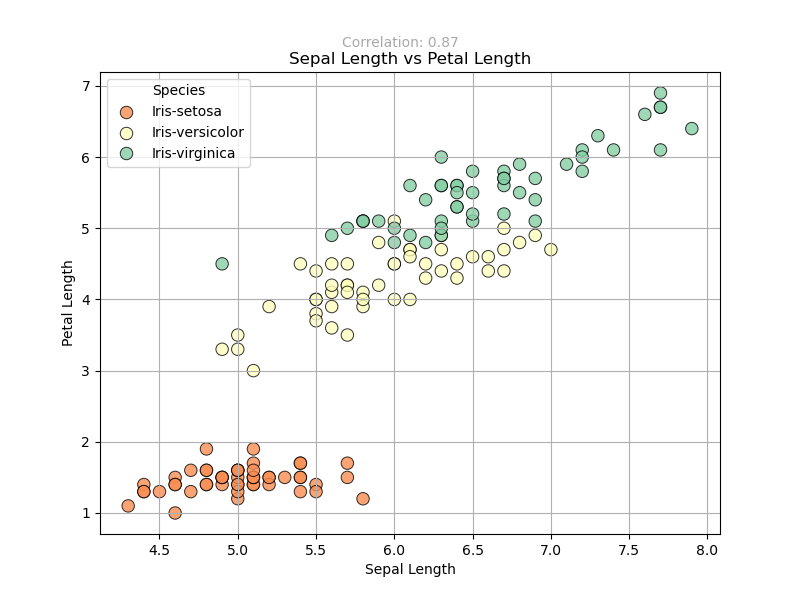 Correlation: 0.87
Sepal Length vs Petal Length
Species
Iris-setosa
Iris-versicolor
Iris-virginica
7
6
5
4
3
2
1
Petal Length
4.5 5.0 5.5 6.0 6.5 7.0 7.5 8.0
Sepal Length